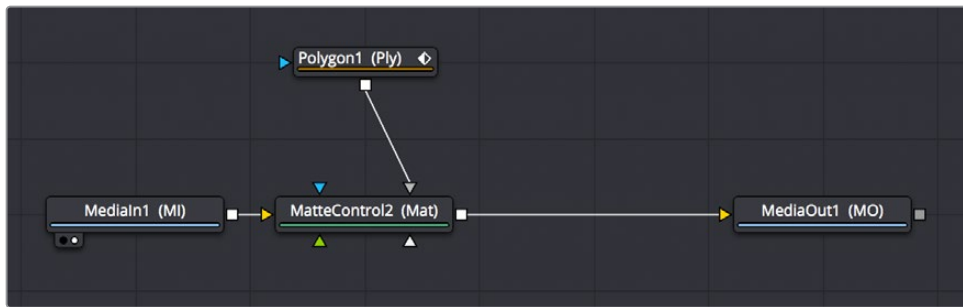 Polygon1 (Ply)
MediaIn1 (MI)
MatteControl2 (Mat)
MediaOut1 (MO)